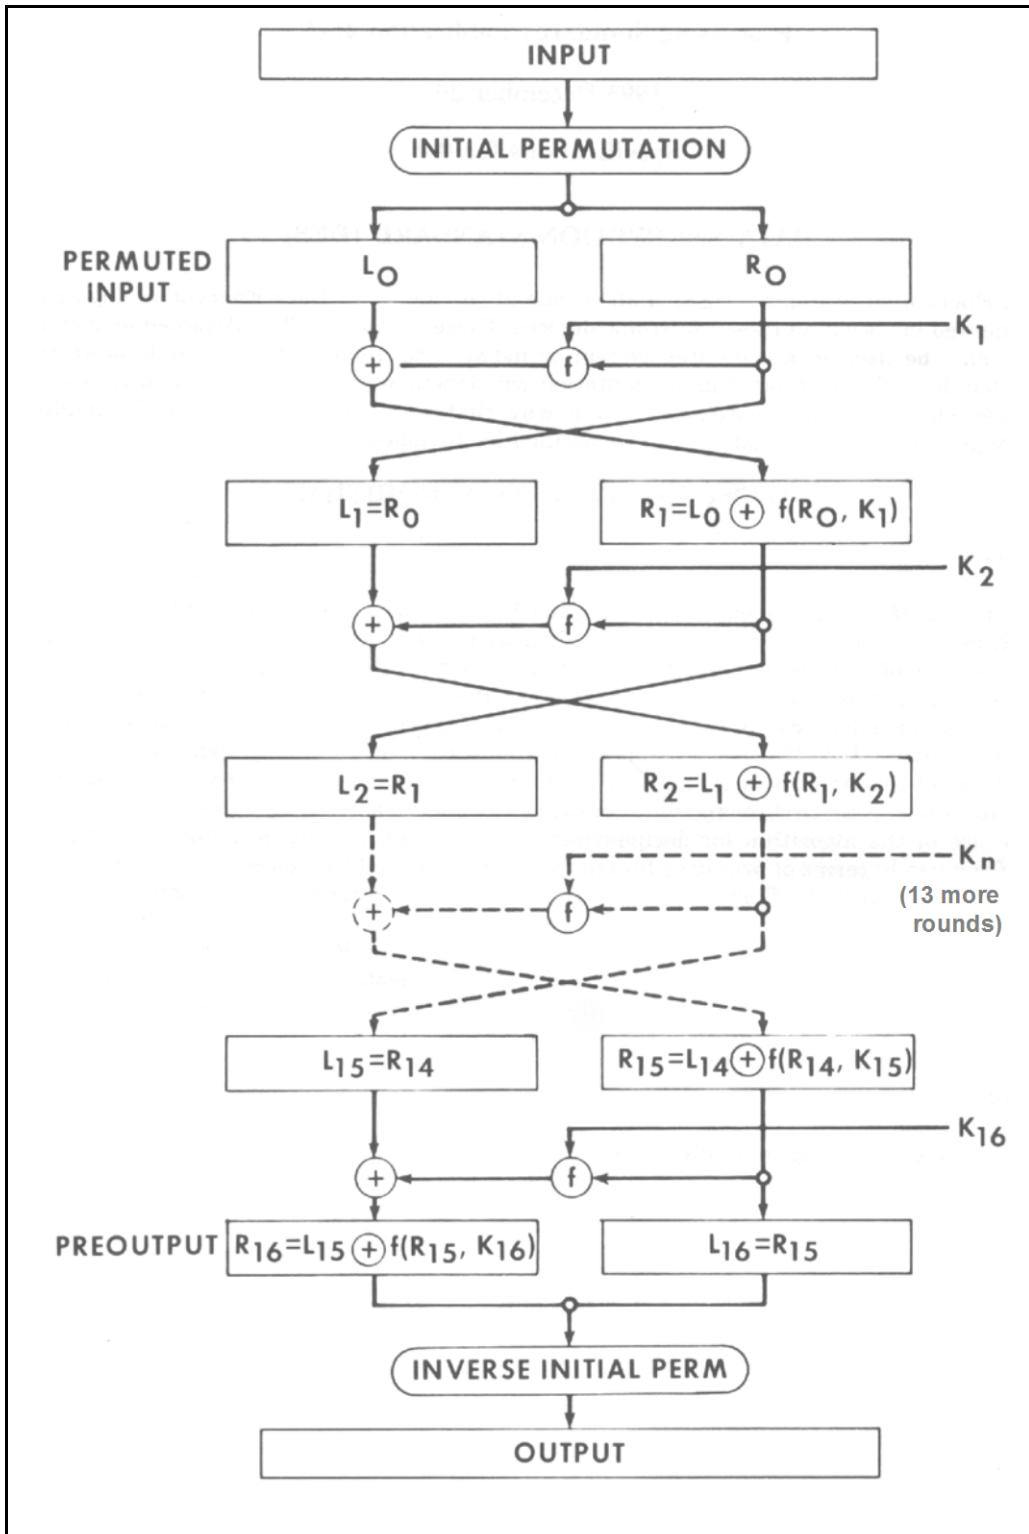 INPUT
INITIAL PERMUTATION
PERMUTED
INPUT
L0
R0
K1
+
f
L1=R0
R1=L0 + f(R0, K1)
K2
+
f
L2=R1
R2=L1 + f(R1, K2)
Kn
(13 more
rounds)
+
f
L15=R14
R15=L14 + f(R14, K15)
K16
+
f
PREOUTPUT
R16=L15 + f(R15, K16)
L16=R15
INVERSE INITIAL PERM
OUTPUT